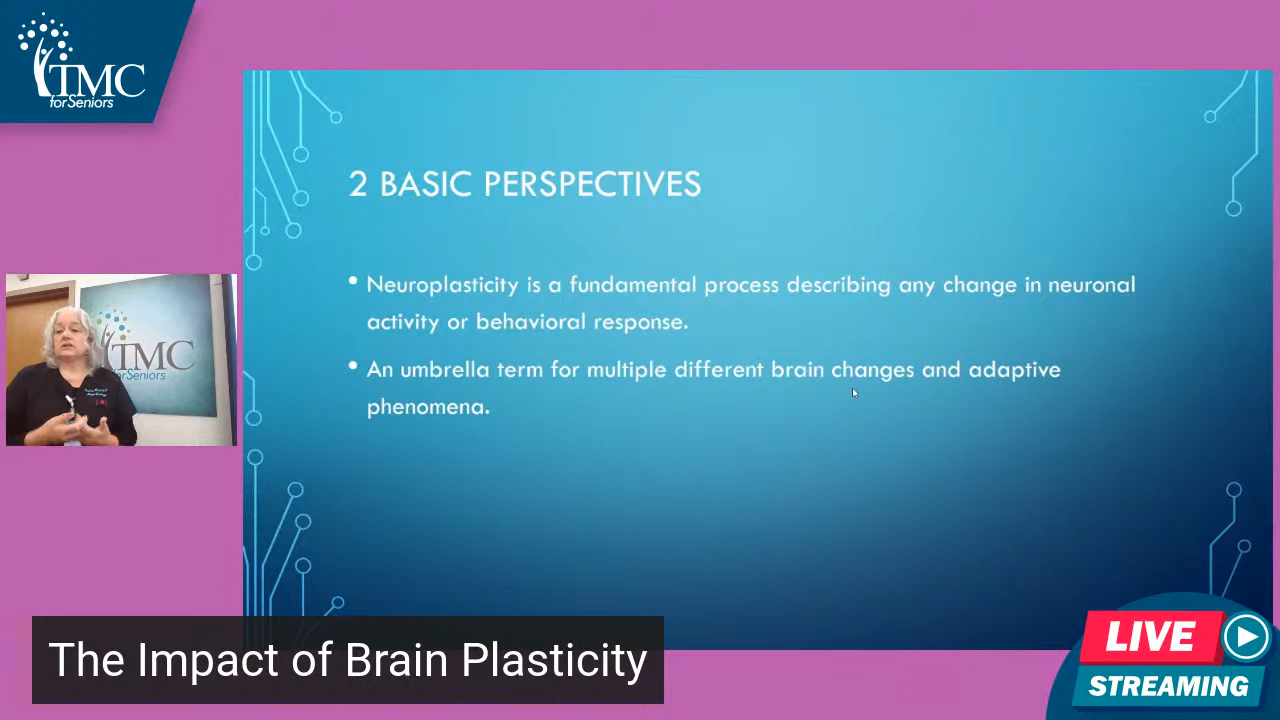 TMC
for Seniors
2 BASIC PERSPECTIVES
• Neuroplasticity is a fundamental process describing any change in neuronal
activity or behavioral response.
• An umbrella term for multiple different brain changes and adaptive
phenomena.
TMC
for Seniors
The Impact of Brain Plasticity
LIVE
STREAMING